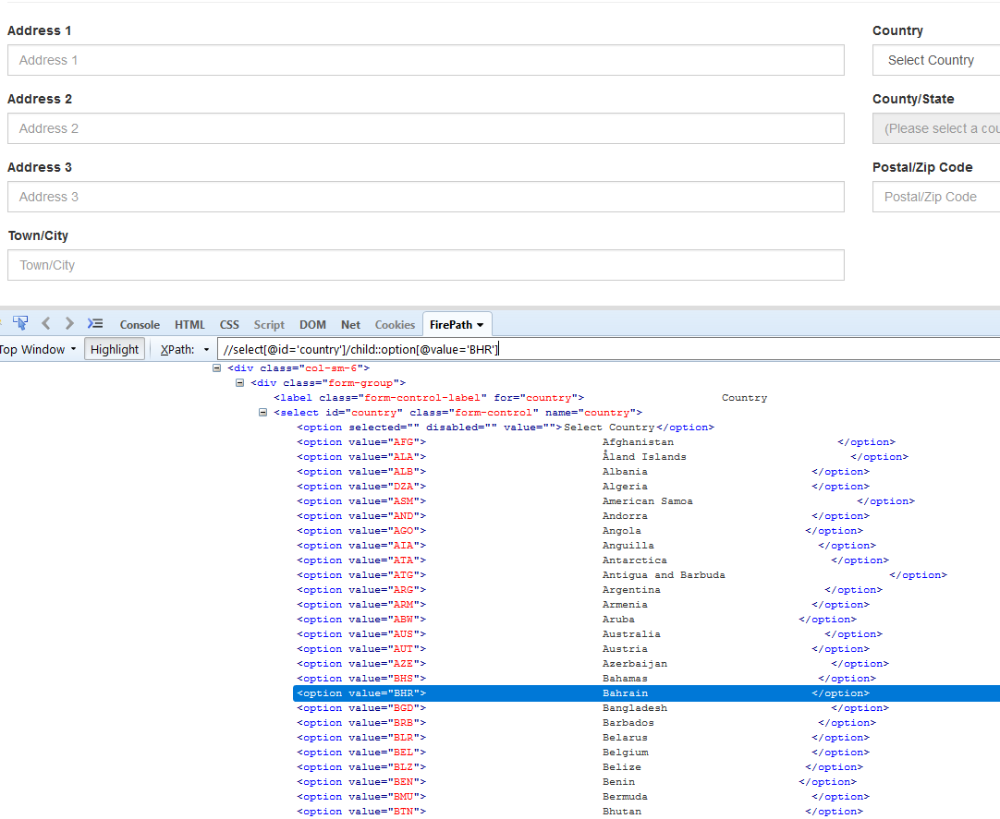 Address 1 Country
Address 1 Select Country
Address 2 County/State
Address 2 (Please select a cou
Address 3 Postal/Zip Code
Address 3 Postal/Zip Code
Town/City
Town/City
Console HTML CSS Script DOM Net Cookies FirePath
Top Window Highlight XPath: //select[@id='country']/child::option[@value='BHR']
<div class="col-sm-6">
<div class="form-group">
<label class="form-control-label" for="country"> Country
<select id="country" class="form-control" name="country">
<option selected="" disabled="" value="">Select Country</option>
<option value="AFG"> Afghanistan </option>
<option value="ALA"> Åland Islands </option>
<option value="ALB"> Albania </option>
<option value="DZA"> Algeria </option>
<option value="ASM"> American Samoa </option>
<option value="AND"> Andorra </option>
<option value="AGO"> Angola </option>
<option value="AIA"> Anguilla </option>
<option value="ATA"> Antarctica </option>
<option value="ATG"> Antigua and Barbuda </option>
<option value="ARG"> Argentina </option>
<option value="ARM"> Armenia </option>
<option value="ABW"> Aruba </option>
<option value="AUS"> Australia </option>
<option value="AUT"> Austria </option>
<option value="AZE"> Azerbaijan </option>
<option value="BHS"> Bahamas </option>
<option value="BHR"> Bahrain </option>
<option value="BGD"> Bangladesh </option>
<option value="BRB"> Barbados </option>
<option value="BLR"> Belarus </option>
<option value="BEL"> Belgium </option>
<option value="BLZ"> Belize </option>
<option value="BEN"> Benin </option>
<option value="BMU"> Bermuda </option>
<option value="BTN"> Bhutan </option>